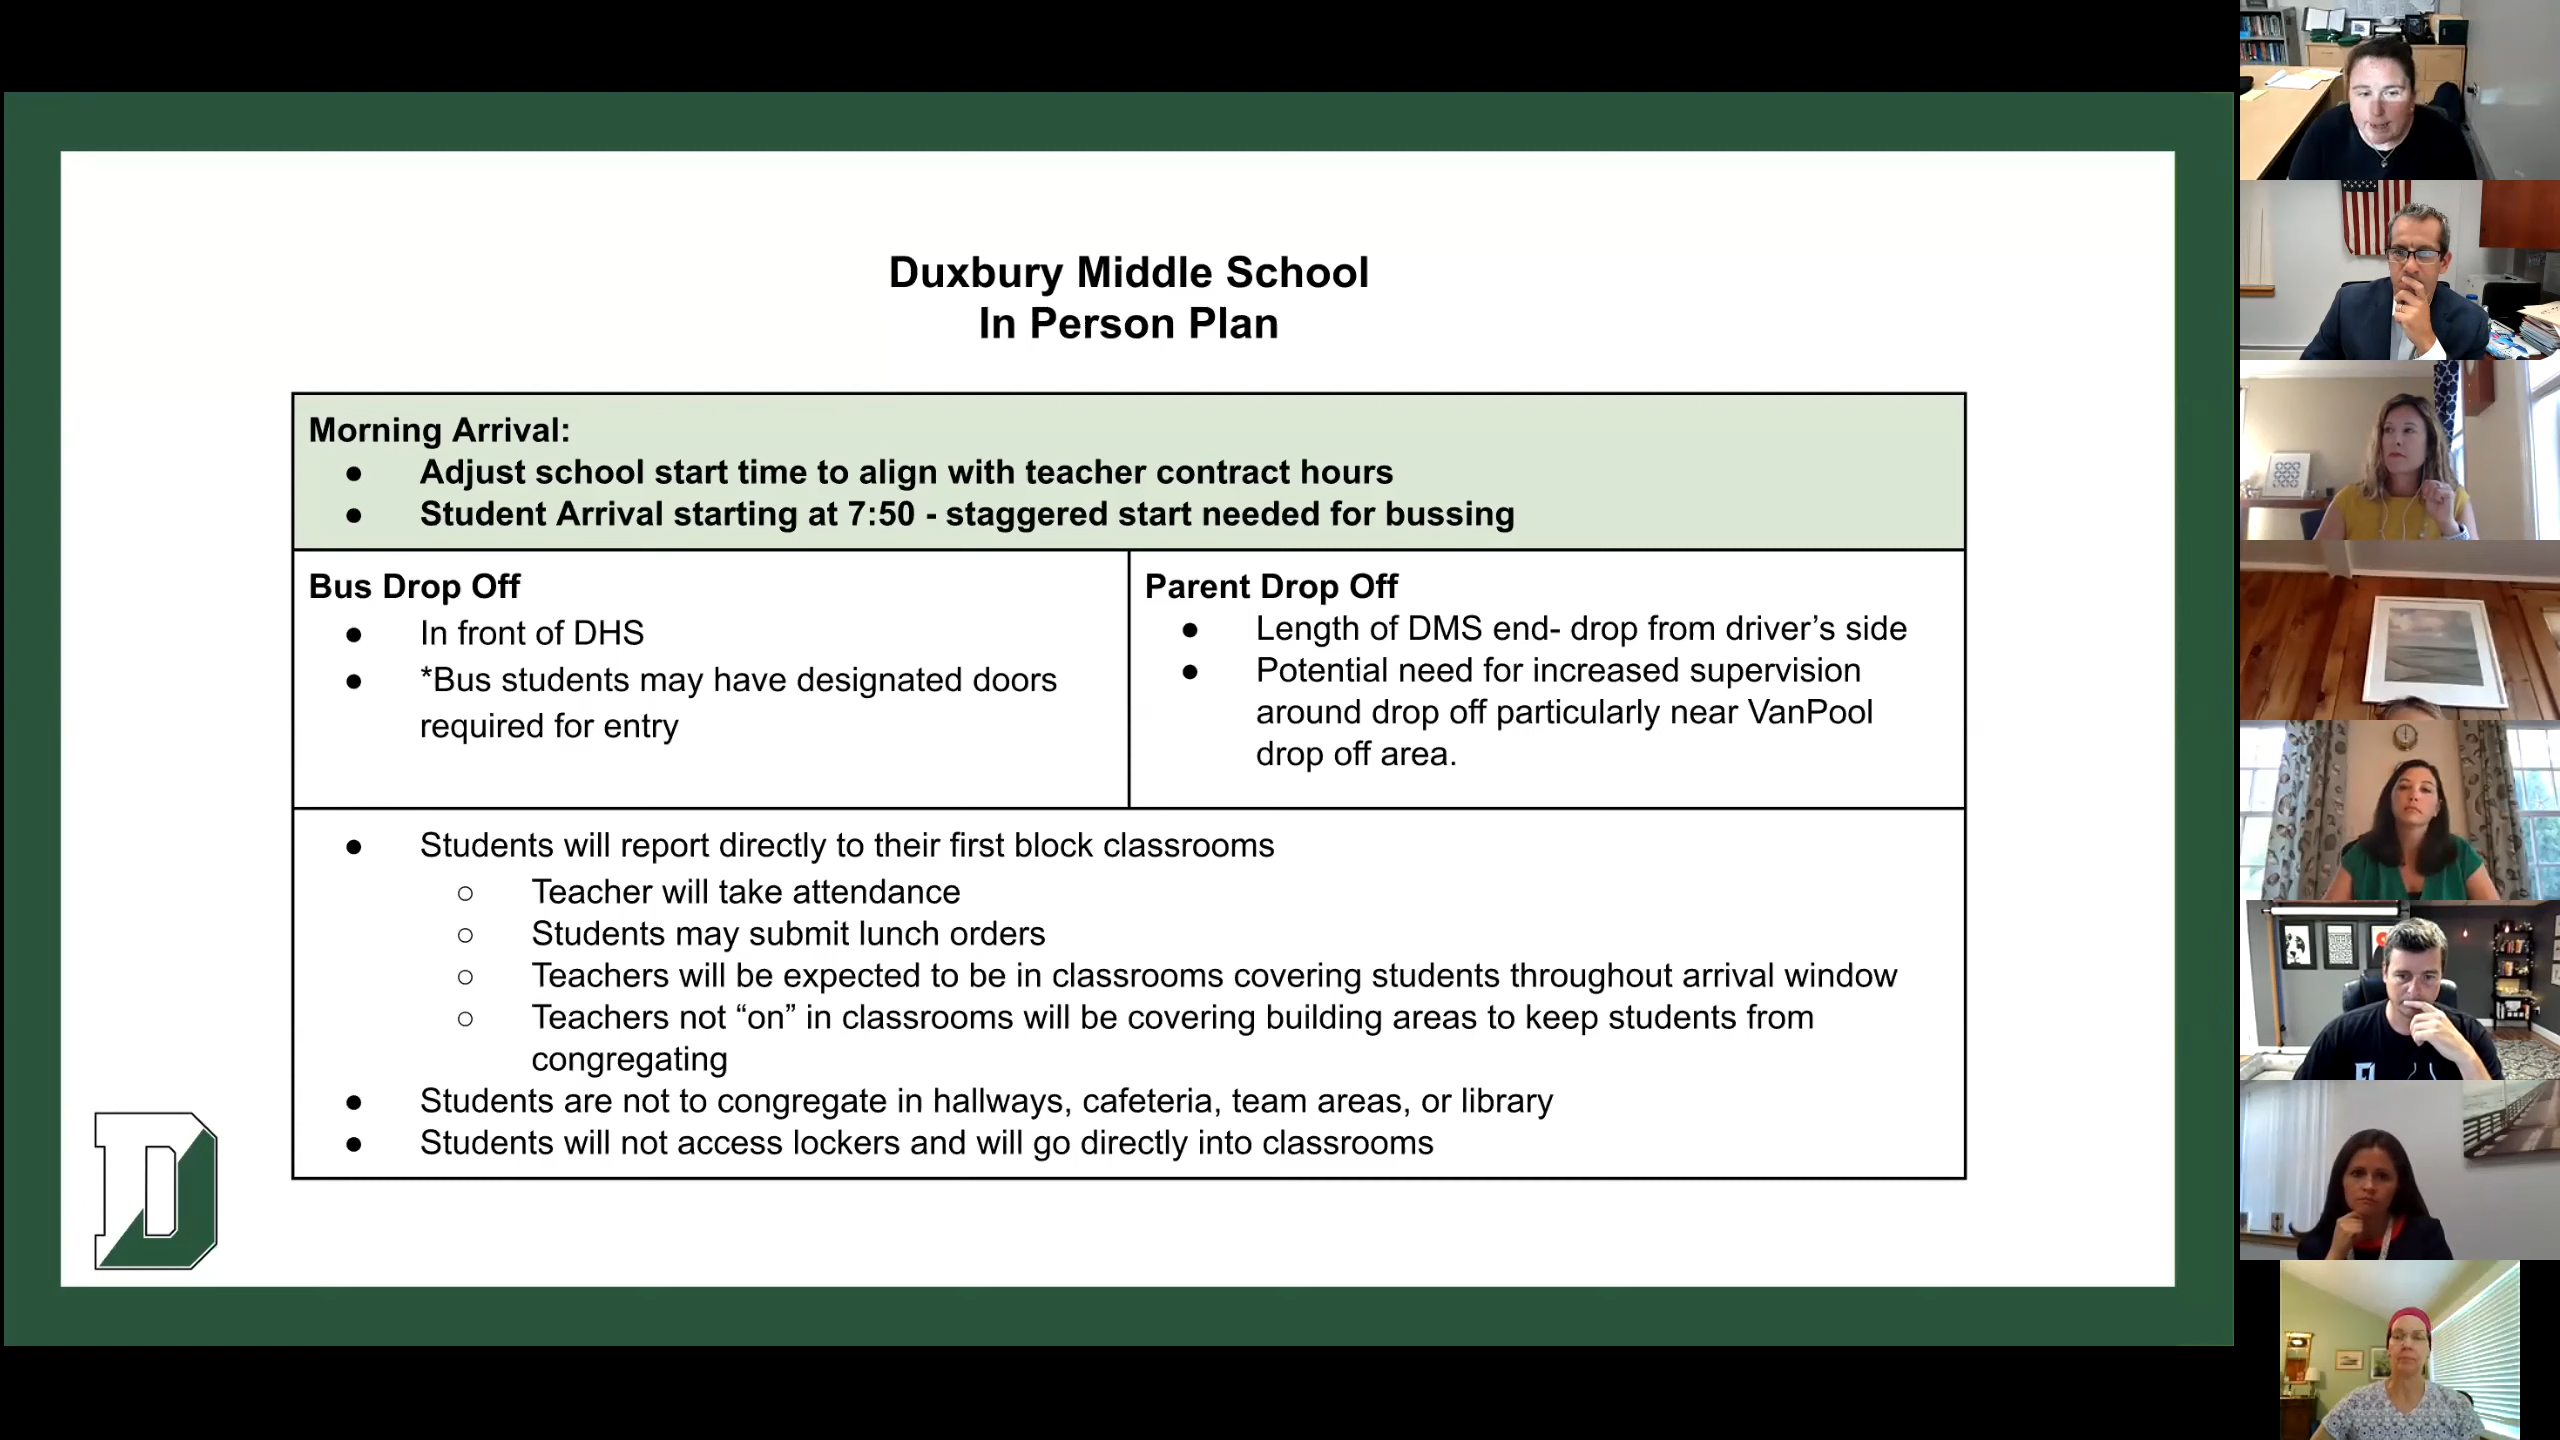 Duxbury Middle School
In Person Plan
Morning Arrival:
● Adjust school start time to align with teacher contract hours
● Student Arrival starting at 7:50 - staggered start needed for bussing
Bus Drop Off
● In front of DHS
● *Bus students may have designated doors
required for entry
Parent Drop Off
● Length of DMS end- drop from driver’s side
● Potential need for increased supervision
around drop off particularly near VanPool
drop off area.
● Students will report directly to their first block classrooms
○ Teacher will take attendance
○ Students may submit lunch orders
○ Teachers will be expected to be in classrooms covering students throughout arrival window
○ Teachers not “on” in classrooms will be covering building areas to keep students from
congregating
● Students are not to congregate in hallways, cafeteria, team areas, or library
● Students will not access lockers and will go directly into classrooms
D